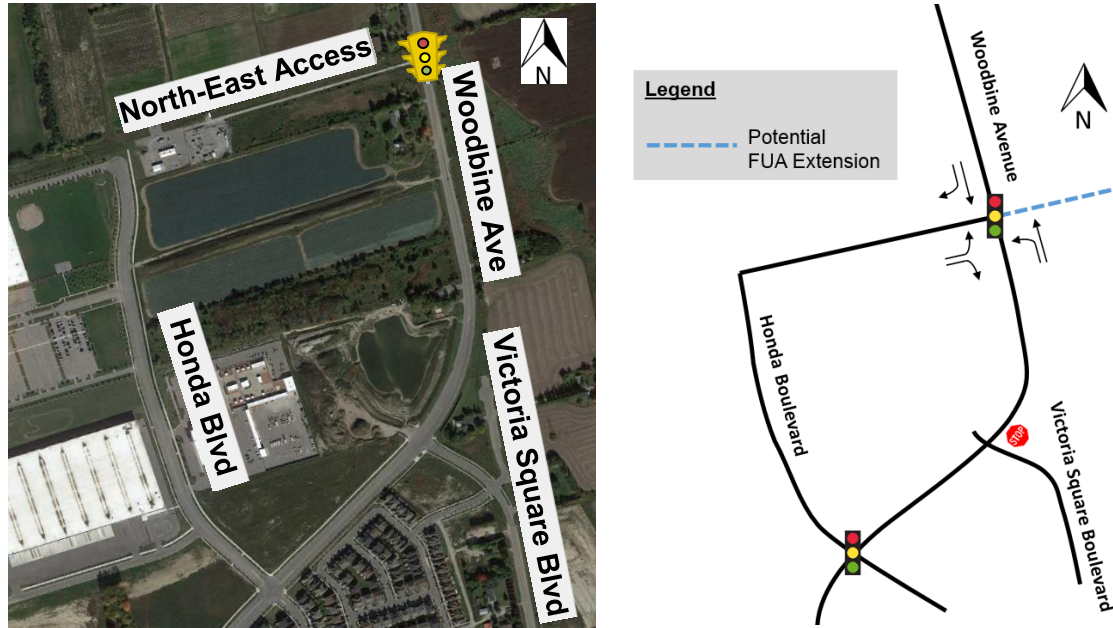 North-East Access
Woodbine Ave
N
Honda Blvd
Victoria Square Blvd
Legend
Potential
FUA Extension
Woodbine Avenue
N
Honda Boulevard
Victoria Square Boulevard
STOP